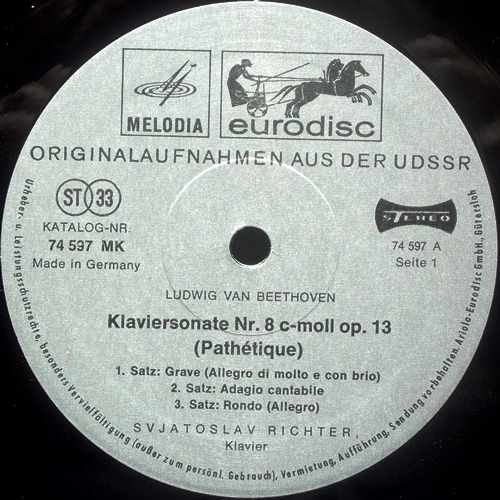 MELODIA
eurodisc
ORIGINALAUFNAHMEN AUS DER UDSSR
ST 33
KATALOG-NR.
74 597 MK
Made in Germany
STEREO
74 597 A
Seite 1
LUDWIG VAN BEETHOVEN
Klaviersonate Nr. 8 c-moll op. 13
(Pathétique)
1. Satz: Grave (Allegro di molto e con brio)
2. Satz: Adagio cantabile
3. Satz: Rondo (Allegro)
SVJATOSLAV RICHTER,
Klavier
Urheber- u. Leistungsschutzrechte, besonders Vervielfältigung (außer zum persönl. Gebrauch), Vermietung, Aufführung, Sendung vorbehalten. Ariola-Eurodisc GmbH., Gütersloh